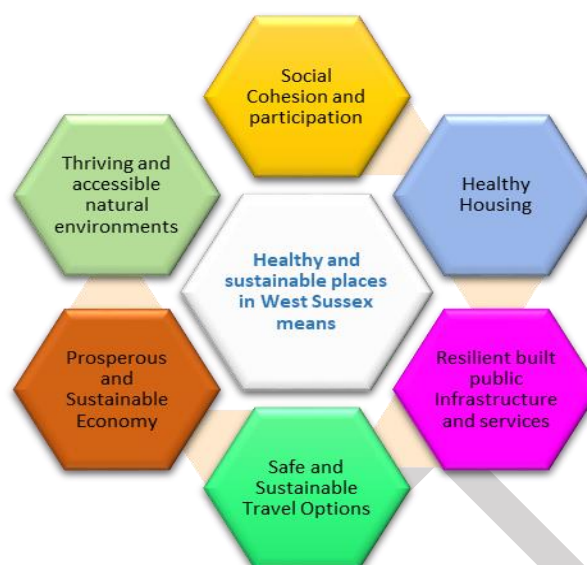 Social
Cohesion and
participation
Thriving and
accessible
natural
environments
Healthy
Housing
Healthy and
sustainable places
in West Sussex
means
Prosperous
and
Sustainable
Economy
Resilient built
public
Infrastructure
and services
Safe and
Sustainable
Travel Options